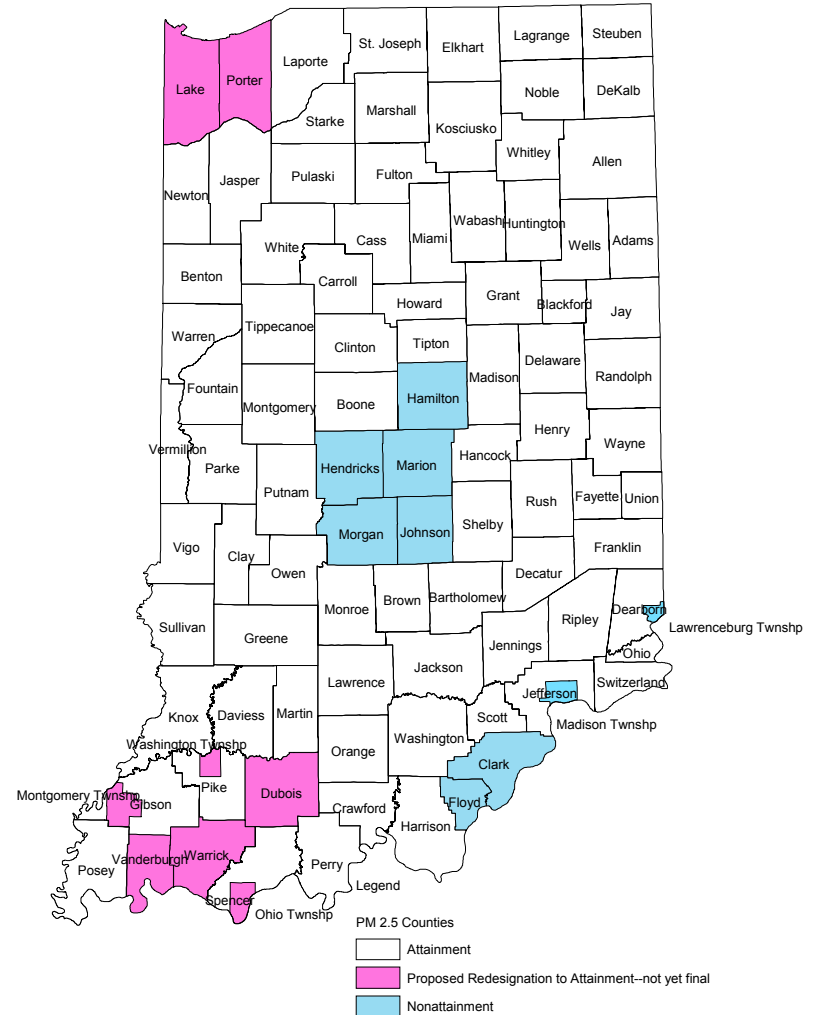 St. Joseph
Elkhart
Lagrange
Steuben
Laporte
Lake
Porter
Noble
DeKalb
Marshall
Starke
Kosciusko
Whitley
Allen
Newton
Jasper
Pulaski
Fulton
Wabash
Huntington
Miami
Wells
Adams
White
Cass
Benton
Carroll
Howard
Grant
Blackford
Jay
Warren
Tippecanoe
Clinton
Tipton
Madison
Delaware
Randolph
Fountain
Montgomery
Boone
Hamilton
Henry
Wayne
Vermillion
Parke
Putnam
Hendricks
Marion
Hancock
Rush
Fayette
Union
Morgan
Johnson
Shelby
Franklin
Vigo
Clay
Owen
Decatur
Monroe
Brown
Bartholomew
Ripley
Dearborn
Lawrenceburg Twnshp
Sullivan
Greene
Jennings
Ohio
Jackson
Lawrence
Switzerland
Jefferson
Knox
Daviess
Martin
Scott
Madison Twnshp
Washington
Washington Twnshp
Orange
Clark
Pike
Dubois
Montgomery Twnshp
Gibson
Crawford
Floyd
Harrison
Posey
Vanderburgh
Warrick
Perry
Spencer
Ohio Twnshp
Legend
PM 2.5 Counties
Attainment
Proposed Redesignation to Attainment--not yet final
Nonattainment